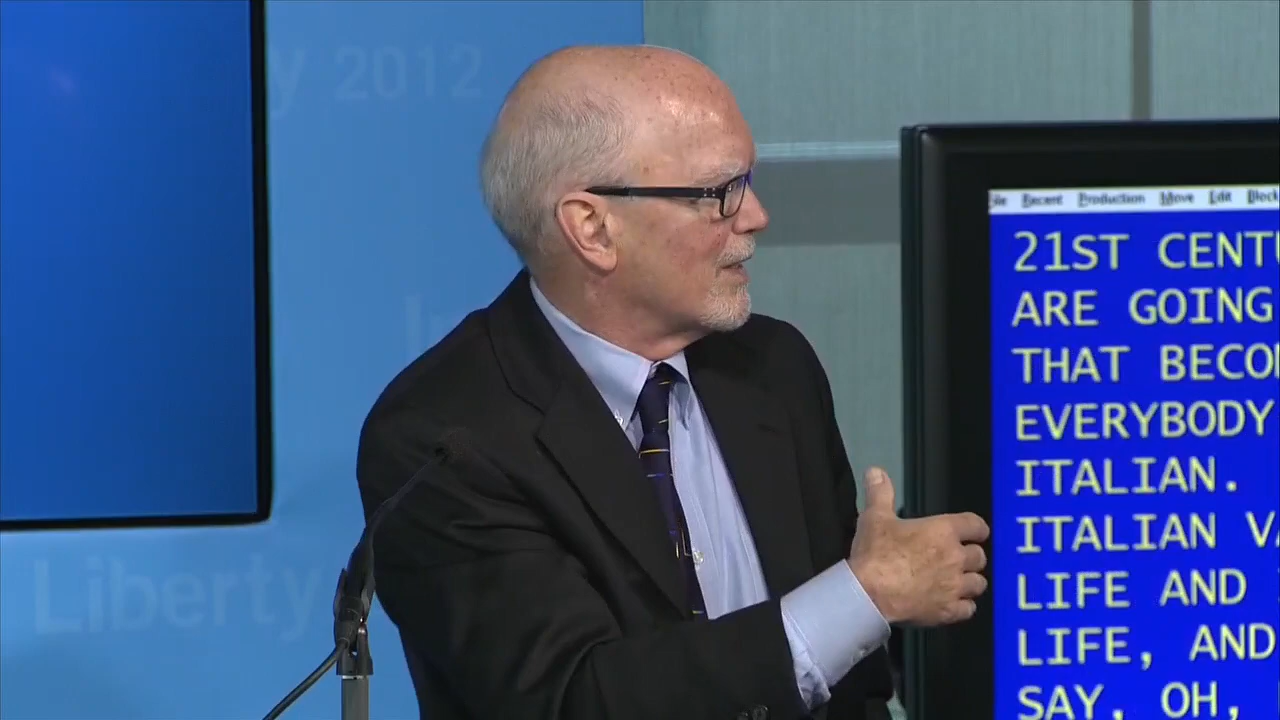 2012
Liberty
Recent Production Move Edit Block
21ST CENTU
ARE GOING
THAT BECO
EVERYBODY
ITALIAN.
ITALIAN VA
LIFE AND
LIFE, AND
SAY, OH,